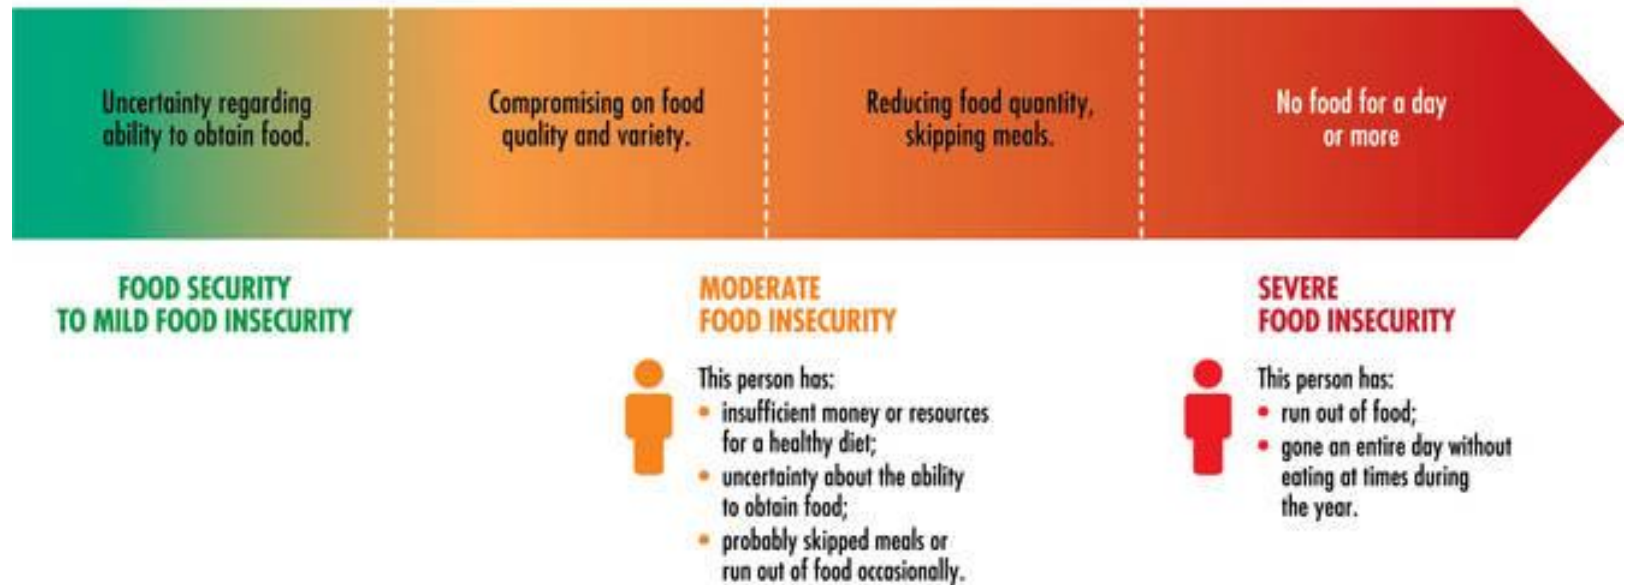 Uncertainty regarding
ability to obtain food.
Compromising on food
quality and variety.
Reducing food quantity,
skipping meals.
No food for a day
or more
FOOD SECURITY
TO MILD FOOD INSECURITY
MODERATE
FOOD INSECURITY
This person has:
• insufficient money or resources
for a healthy diet;
• uncertainty about the ability
to obtain food;
• probably skipped meals or
run out of food occasionally.
SEVERE
FOOD INSECURITY
This person has:
• run out of food;
• gone an entire day without
eating at times during
the year.